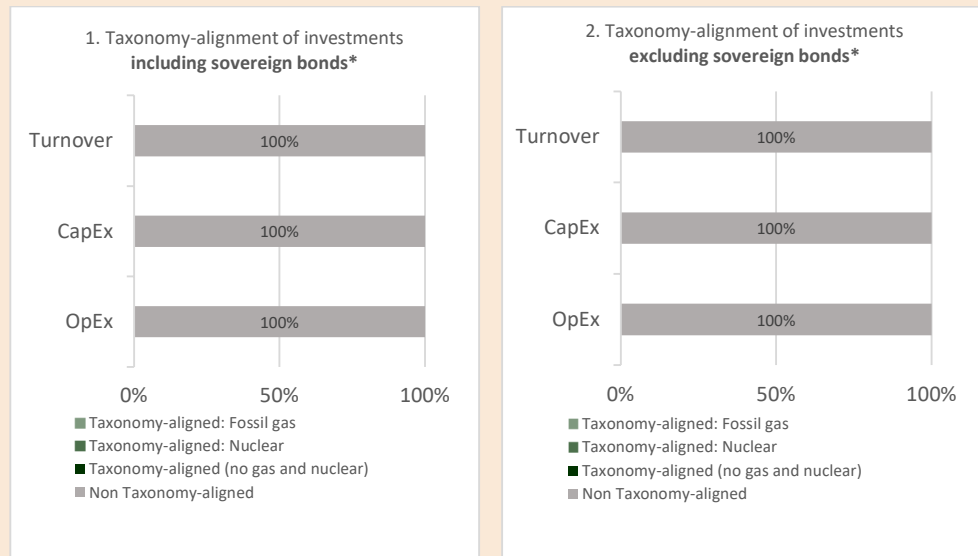 1. Taxonomy-alignment of investments
including sovereign bonds*
Turnover
100%
CapEx
100%
OpEx
100%
0%
50%
100%
Taxonomy-aligned: Fossil gas
Taxonomy-aligned: Nuclear
Taxonomy-aligned (no gas and nuclear)
Non Taxonomy-aligned
2. Taxonomy-alignment of investments
excluding sovereign bonds*
Turnover
100%
CapEx
100%
OpEx
100%
0%
50%
100%
Taxonomy-aligned: Fossil gas
Taxonomy-aligned: Nuclear
Taxonomy-aligned (no gas and nuclear)
Non Taxonomy-aligned